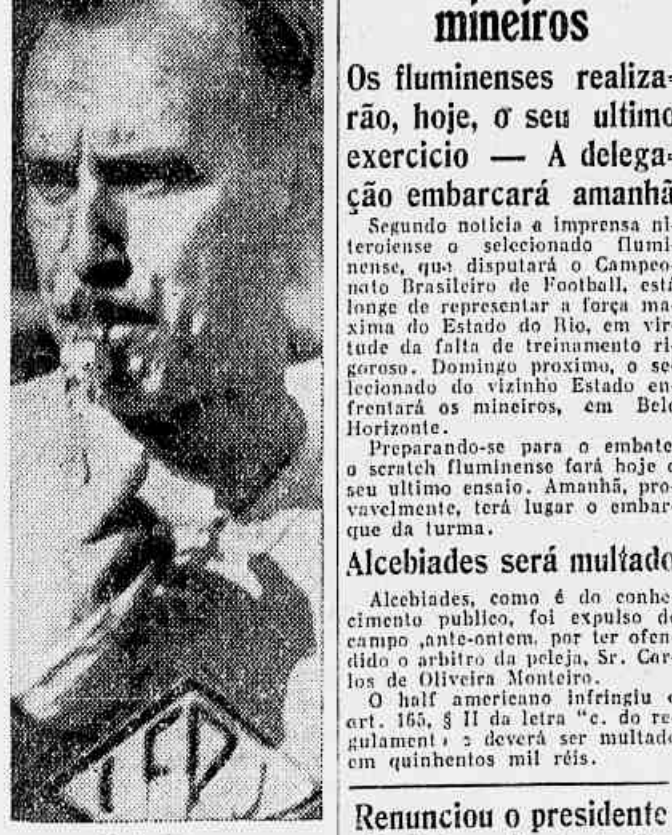 mineiros
Os fluminenses realiza-
rão, hoje, o seu ultimo
exercicio — A delega-
ção embarcará amanhã
Segundo noticia a imprensa ni-
teroiense o selecionado flumi-
nense, que disputará o Campeo-
nato Brasileiro de Football, está
longe de representar a força ma-
xima do Estado do Rio, em vir-
tude da falta de treinamento ri-
goroso. Domingo proximo, o se-
lecionado do vizinho Estado en-
frentará os mineiros, em Belo
Horizonte.
Preparando-se para o embate,
o scratch fluminense fará hoje o
seu ultimo ensaio. Amanhã, pro-
vavelmente, terá lugar o embar-
que da turma.
Alcebiades será multado
Alcebiades, como é do conhe-
cimento publico, foi expulso de
campo ,ante-ontem, por ter ofen-
dido o arbitro da peleja, Sr. Car-
los de Oliveira Monteiro.
O half americano infringiu o
art. 165, § II da letra "c. do re-
gulament e deverá ser multado
em quinhentos mil réis.
Renunciou o presidente